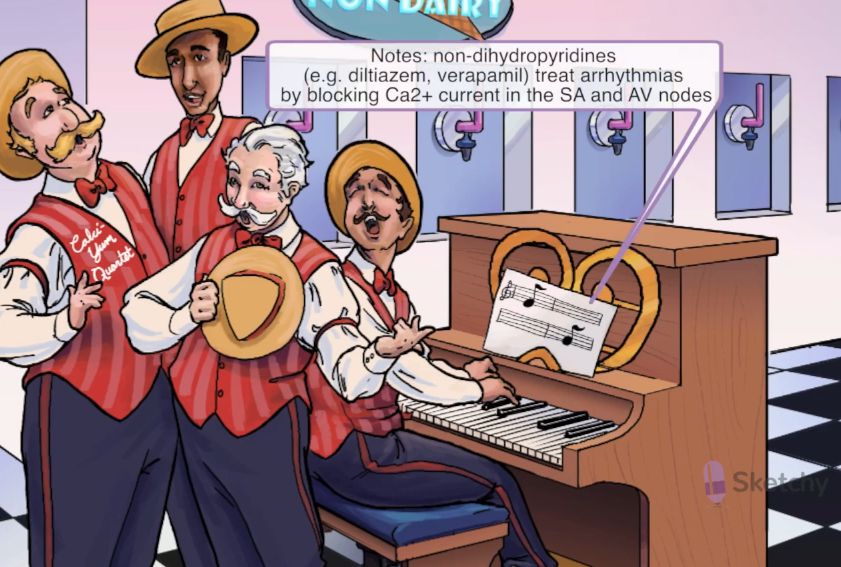 NON DAIRY
Notes: non-dihydropyridines
(e.g. diltiazem, verapamil) treat arrhythmias
by blocking Ca2+ current in the SA and AV nodes
Calci-
Yum
Quartet
Sketchy